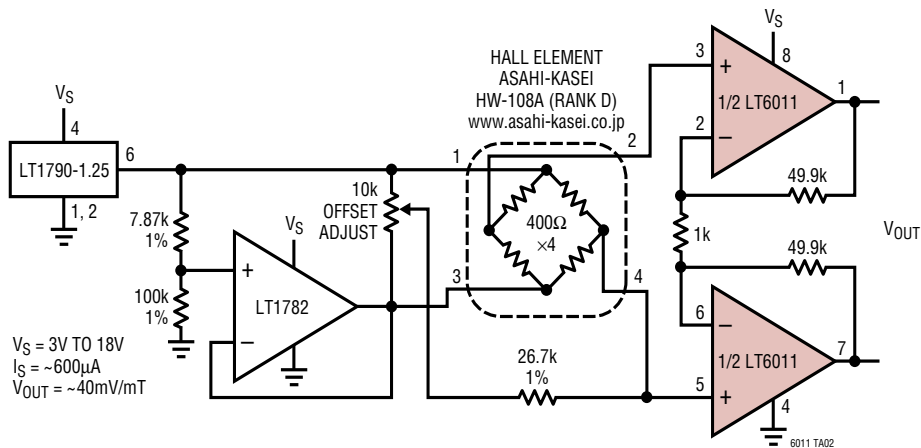 HALL ELEMENT
ASAHI-KASEI
HW-108A (RANK D)
www.asahi-kasei.co.jp
VS
4
LT1790-1.25
6
1, 2
7.87k
1%
100k
1%
VS = 3V TO 18V
IS = ~600µA
VOUT = ~40mV/mT
VS
+
−
LT1782
10k
OFFSET
ADJUST
1
2
3
4
400Ω
×4
26.7k
1%
VS
8
3
+
1/2 LT6011
1
2
−
49.9k
1k
VOUT
49.9k
6
−
1/2 LT6011
7
5
+
4
6011 TA02